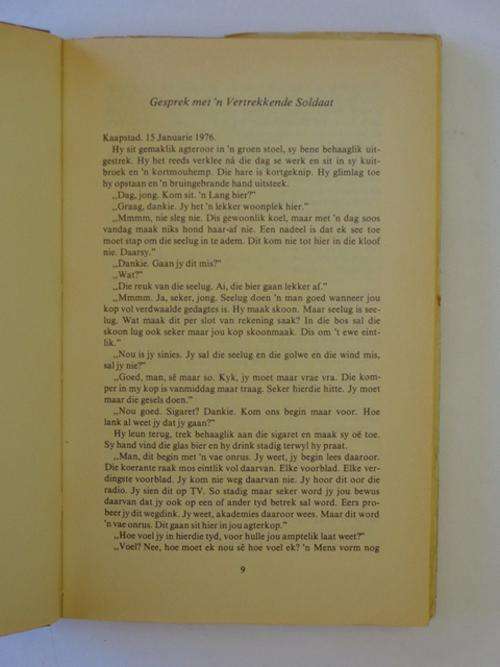 Gesprek met 'n Vertrekkende Soldaat
Kaapstad. 15 Januarie 1976.
Hy sit gemaklik agteroor in 'n groen stoel, sy bene behaaglik uit-
gestrek. Hy het reeds verklee ná die dag se werk en sit in sy kuit-
broek en 'n kortmouhemp. Die hare is kortgeknip. Hy glimlag toe
hy opstaan en 'n bruingebrande hand uitsteek.
„Dag, jong. Kom sit. 'n Lang bier?”
„Graag, dankie. Jy het 'n lekker woonplek hier.”
„Mmmm, nie sleg nie. Dis gewoonlik koel, maar met 'n dag soos
vandag maak niks hond haar-af nie. Een nadeel is dat ek see toe
moet stap om die seelug in te adem. Dit kom nie tot hier in die kloof
nie. Daarsy.”
„Dankie. Gaan jy dit mis?”
„Wat?”
„Die reuk van die seelug. Ai, die bier gaan lekker af.”
„Mmmm. Ja, seker, jong. Seelug doen 'n man goed wanneer jou
kop vol verdwaalde gedagtes is. Hy maak skoon. Maar seelug is see-
lug. Wat maak dit per slot van rekening saak? In die bos sal die
skoon lug ook seker maar jou kop skoonmaak. Dis om 't ewe eint-
lik.”
„Nou is jy sinies. Jy sal die seelug en die golwe en die wind mis,
sal jy nie?”
„Goed, man, sê maar so. Kyk, jy moet maar vrae vra. Die kom-
per in my kop is vanmiddag maar traag. Seker hierdie hitte. Jy moet
maar die gesels doen.”
„Nou goed. Sigaret? Dankie. Kom ons begin maar voor. Hoe
lank al weet jy dat jy gaan?”
Hy leun terug, trek behaaglik aan die sigaret en maak sy oë toe.
Sy hand vind die glas bier en hy drink stadig terwyl hy praat.
„Man, dit begin met 'n vae onrus. Jy weet, jy begin lees daaroor.
Die koerante raak mos eintlik vol daarvan. Elke voorblad. Elke ver-
dingste voorblad. Jy kom nie weg daarvan nie. Jy hoor dit oor die
radio. Jy sien dit op TV. So stadig maar seker word jy jou bewus
daarvan dat jy ook op een of ander tyd betrek sal word. Eers pro-
beer jy dit wegdink. Jy weet, akademies daaroor wees. Maar dit word
'n vae onrus. Dit gaan sit hier in jou agterkop.”
„Hoe voel jy in hierdie tyd, voor hulle jou amptelik laat weet?”
„Voel? Nee, hoe moet ek nou sê hoe voel ek? 'n Mens vorm nog
9